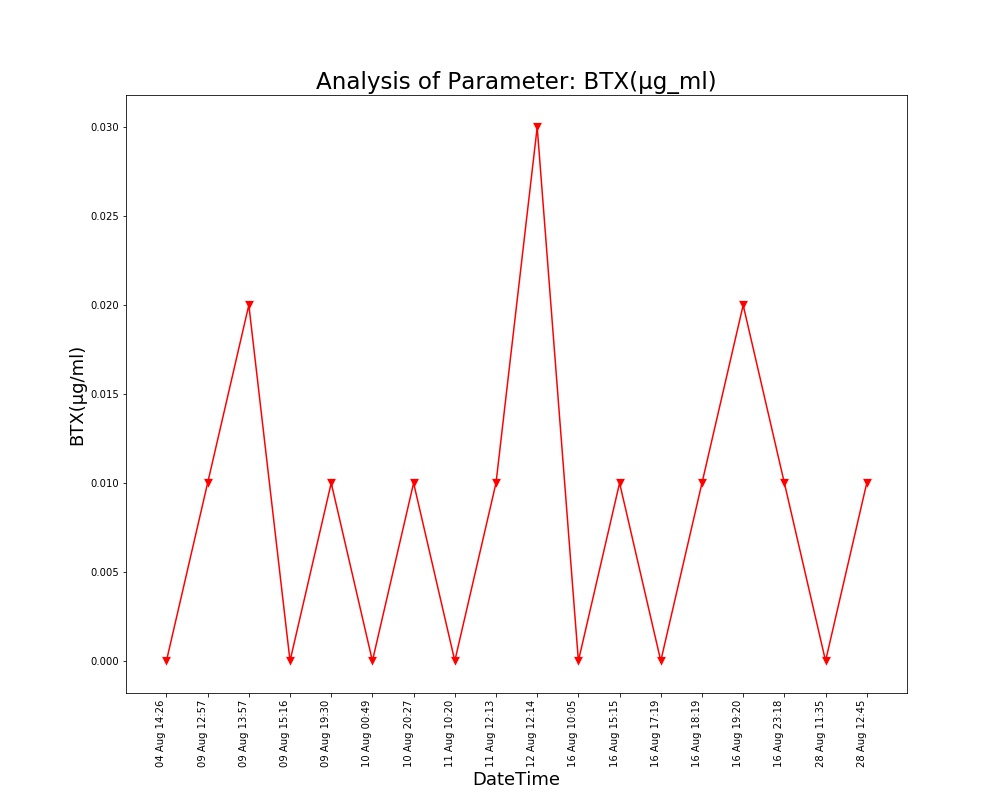 Analysis of Parameter: BTX(μg_ml)
BTX(μg/ml)
0.030
0.025
0.020
0.015
0.010
0.005
0.000
04 Aug 14:26
09 Aug 12:57
09 Aug 13:57
09 Aug 15:16
09 Aug 19:30
10 Aug 00:49
10 Aug 20:27
11 Aug 10:20
11 Aug 12:13
12 Aug 12:14
16 Aug 10:05
16 Aug 15:15
16 Aug 17:19
16 Aug 18:19
16 Aug 19:20
16 Aug 23:18
28 Aug 11:35
28 Aug 12:45
DateTime